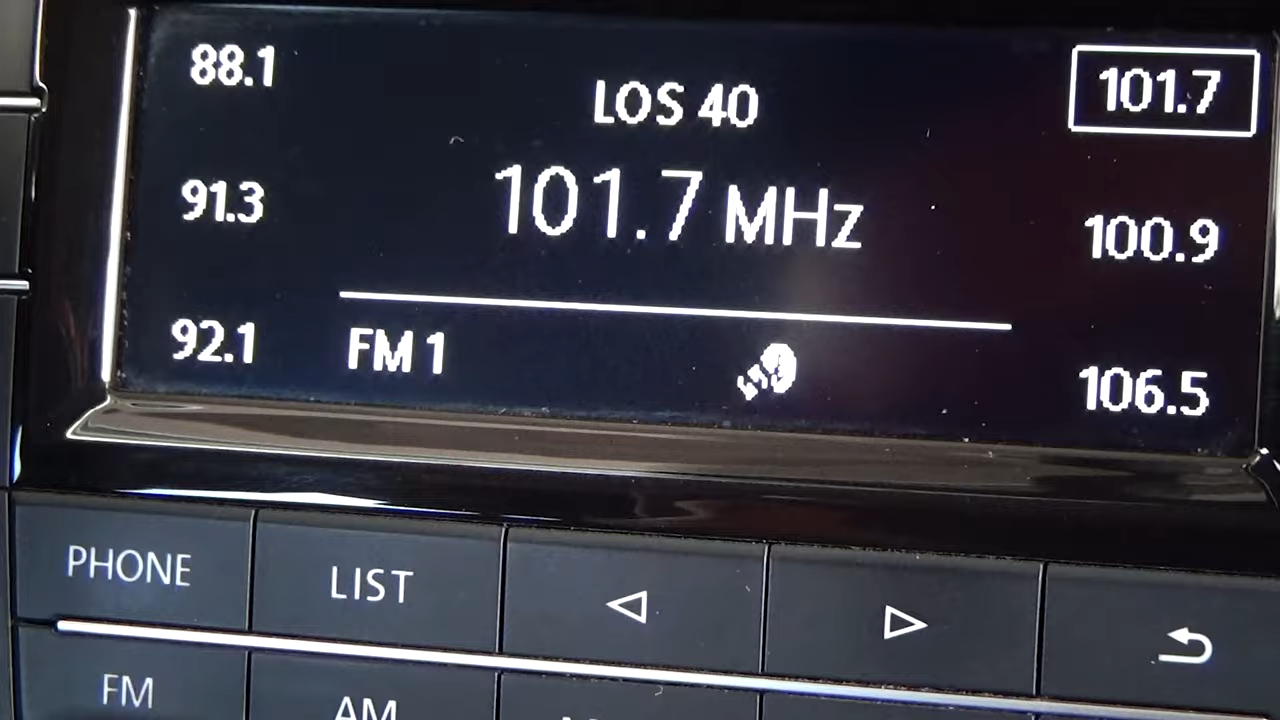 88.1
LOS 40
101.7
91.3
101.7 MHz
100.9
92.1
FM 1
106.5
PHONE
LIST
FM
AM